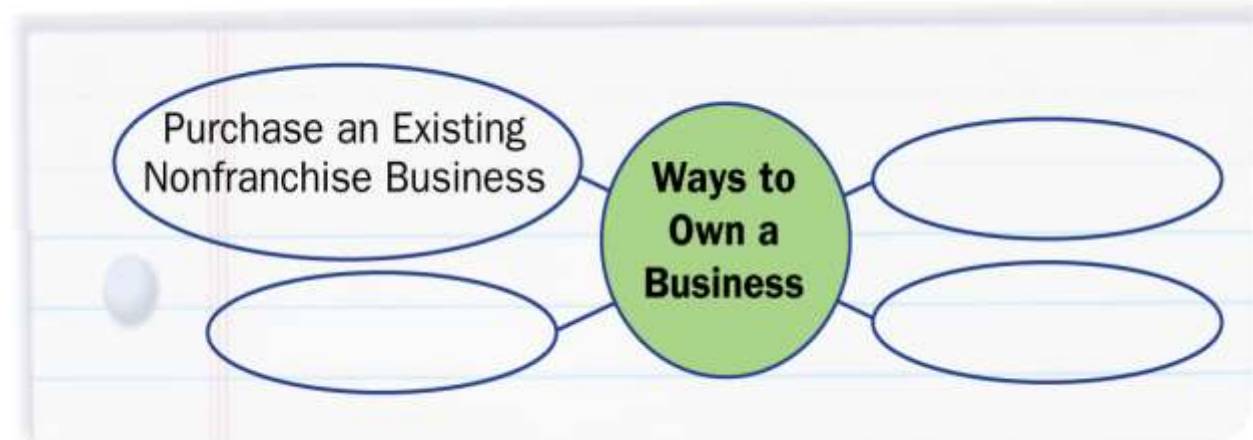 Purchase an Existing
Nonfranchise Business
Ways to
Own a
Business